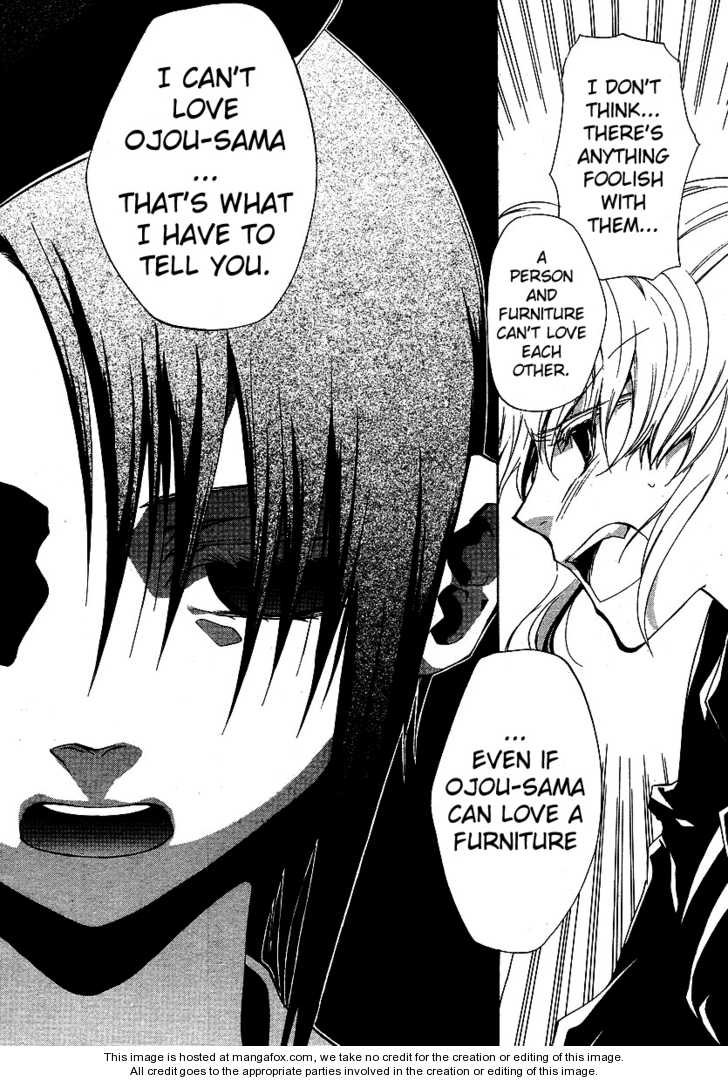 I DON'T
THINK...
THERE'S
ANYTHING
FOOLISH
WITH
THEM...
A
PERSON
AND
FURNITURE
CAN'T LOVE
EACH
OTHER.
...
EVEN IF
OJOU-SAMA
CAN LOVE A
FURNITURE
I CAN'T
LOVE
OJOU-SAMA
...
THAT'S WHAT
I HAVE TO
TELL YOU.
This image is hosted at mangafox.com, we take no credit for the creation or editing of this image.
All credit goes to the appropriate parties involved in the creation or editing of this image.